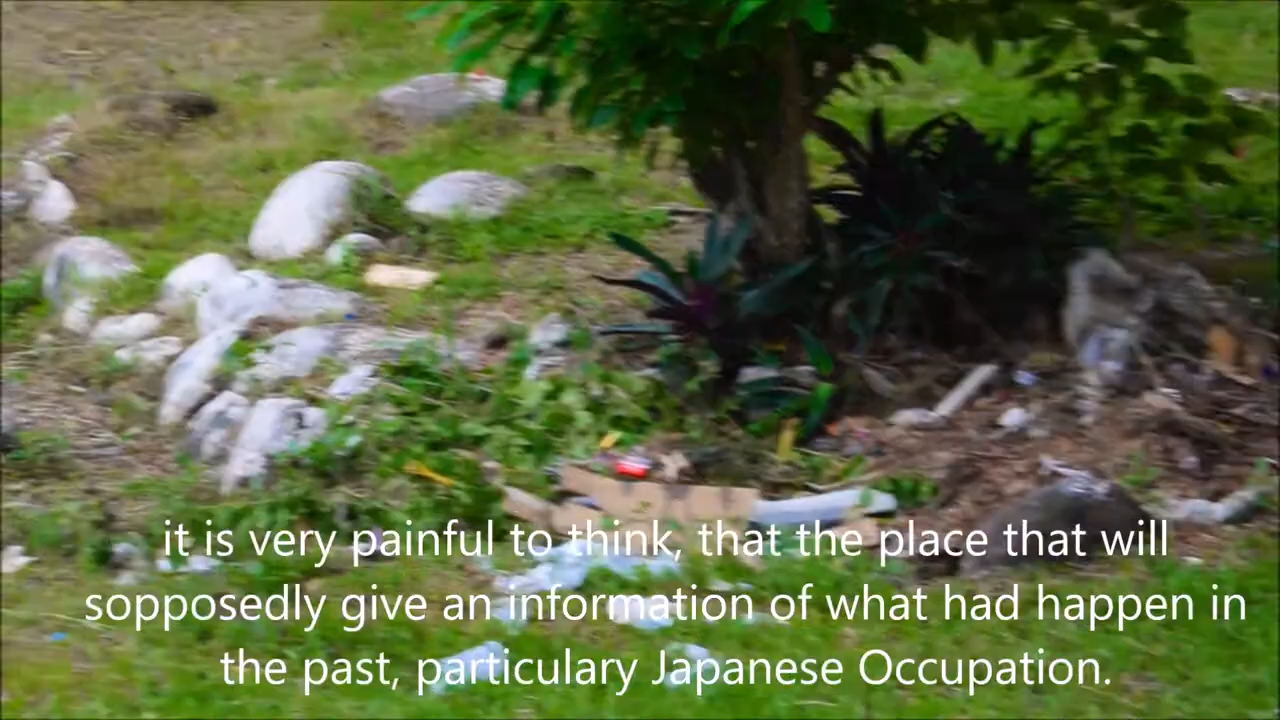 it is very painful to think, that the place that will
sopposedly give an information of what had happen in
the past, particulary Japanese Occupation.